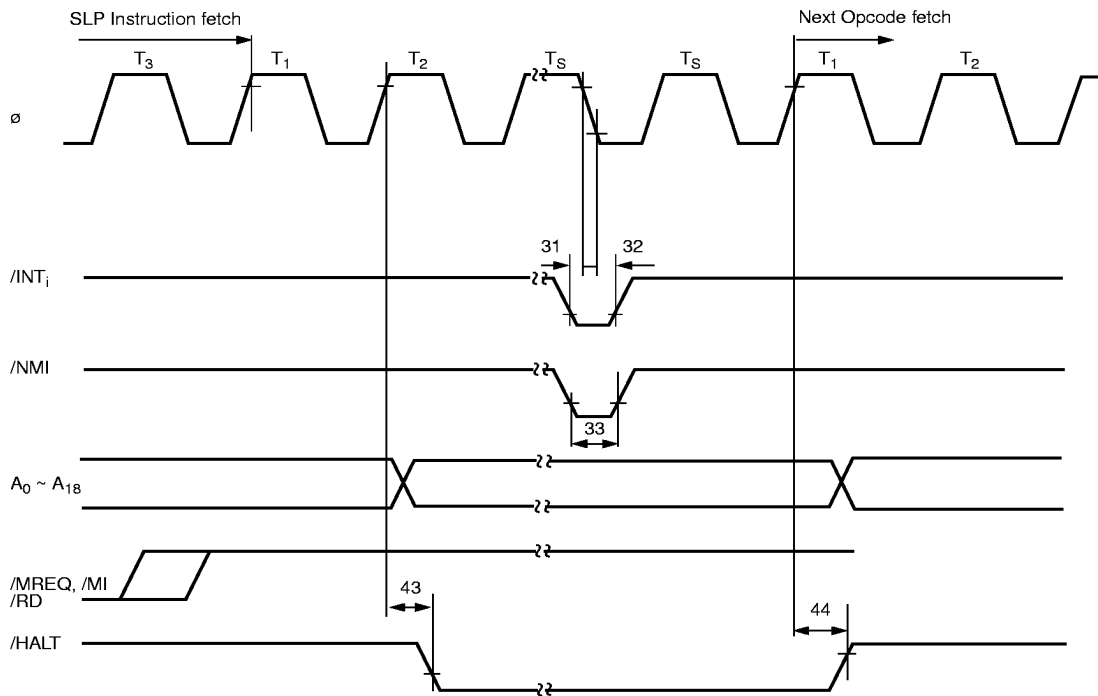 SLP Instruction fetch
Next Opcode fetch
T3 T1 T2 TS TS T1 T2
ø
31 32
/INTi
/NMI
33
A0 ~ A18
/MREQ, /MI
/RD
43 44
/HALT